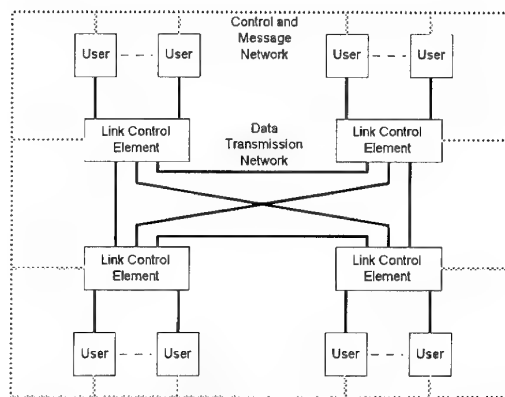 Control and
Message
Network
User
User
User
User
Link Control
Element
Data
Transmission
Network
Link Control
Element
Link Control
Element
Link Control
Element
User
User
User
User